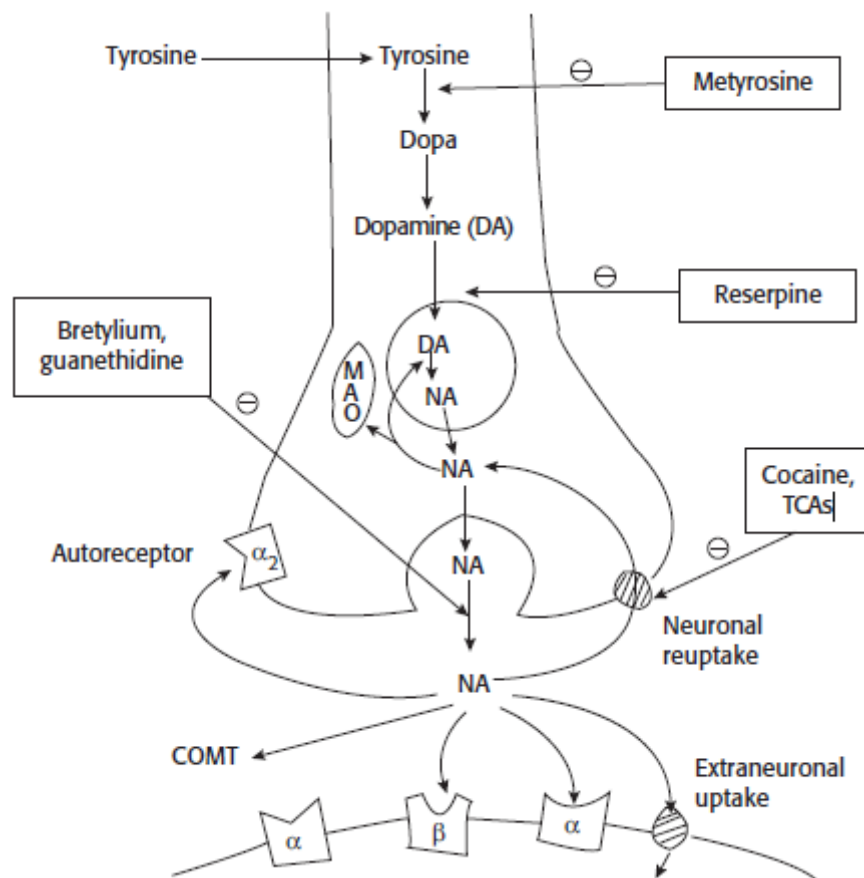 Tyrosine
Tyrosine
Metyrosine
Dopa
Dopamine (DA)
Reserpine
Bretylium,
guanethidine
DA
M
A
O
NA
NA
Cocaine,
TCAs
Autoreceptor
α2
NA
Neuronal
reuptake
NA
COMT
Extraneuronal
uptake
α
β
α